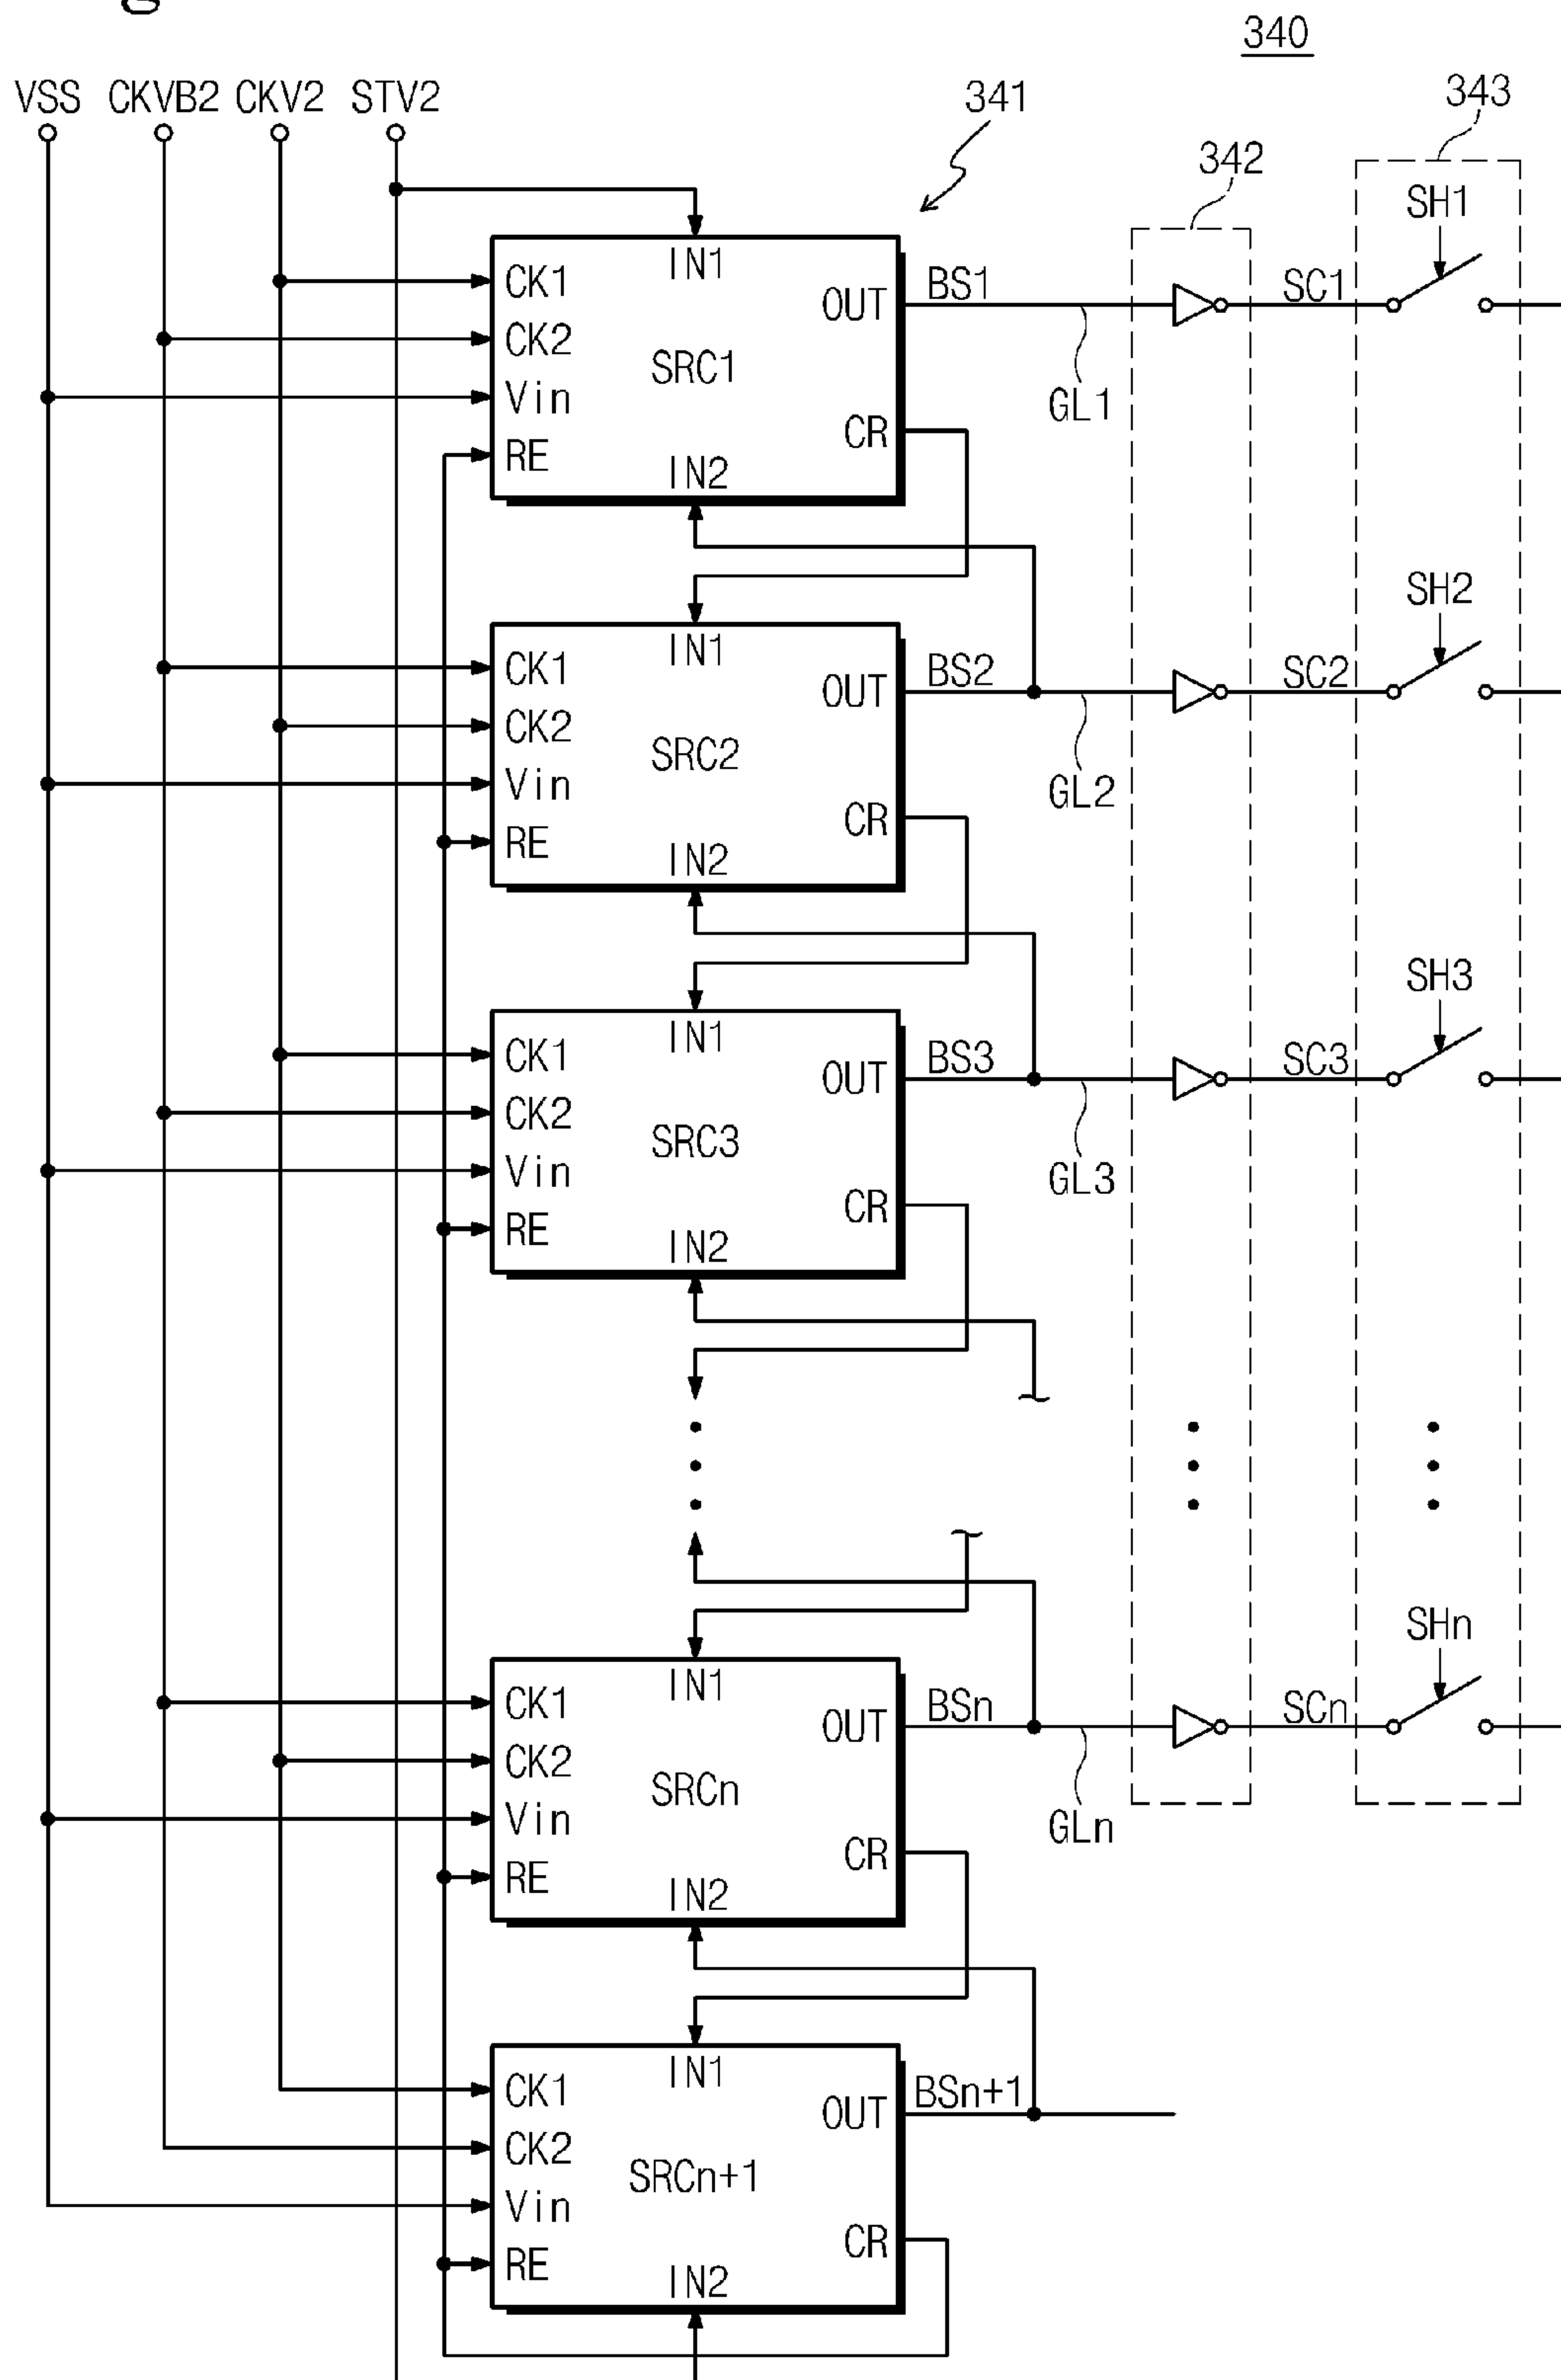 g
340
VSS CKVB2 CKV2 STV2
341
342
343
SH1
IN1
CK1
CK2
Vin
RE
SRC1
OUT
CR
IN2
BS1
GL1
SC1
SH2
IN1
CK1
CK2
Vin
RE
SRC2
OUT
CR
IN2
BS2
GL2
SC2
SH3
IN1
CK1
CK2
Vin
RE
SRC3
OUT
CR
IN2
BS3
GL3
SC3
SHn
IN1
CK1
CK2
Vin
RE
SRCn
OUT
CR
IN2
BSn
GLn
SCn
IN1
CK1
CK2
Vin
RE
SRCn+1
OUT
CR
IN2
BSn+1